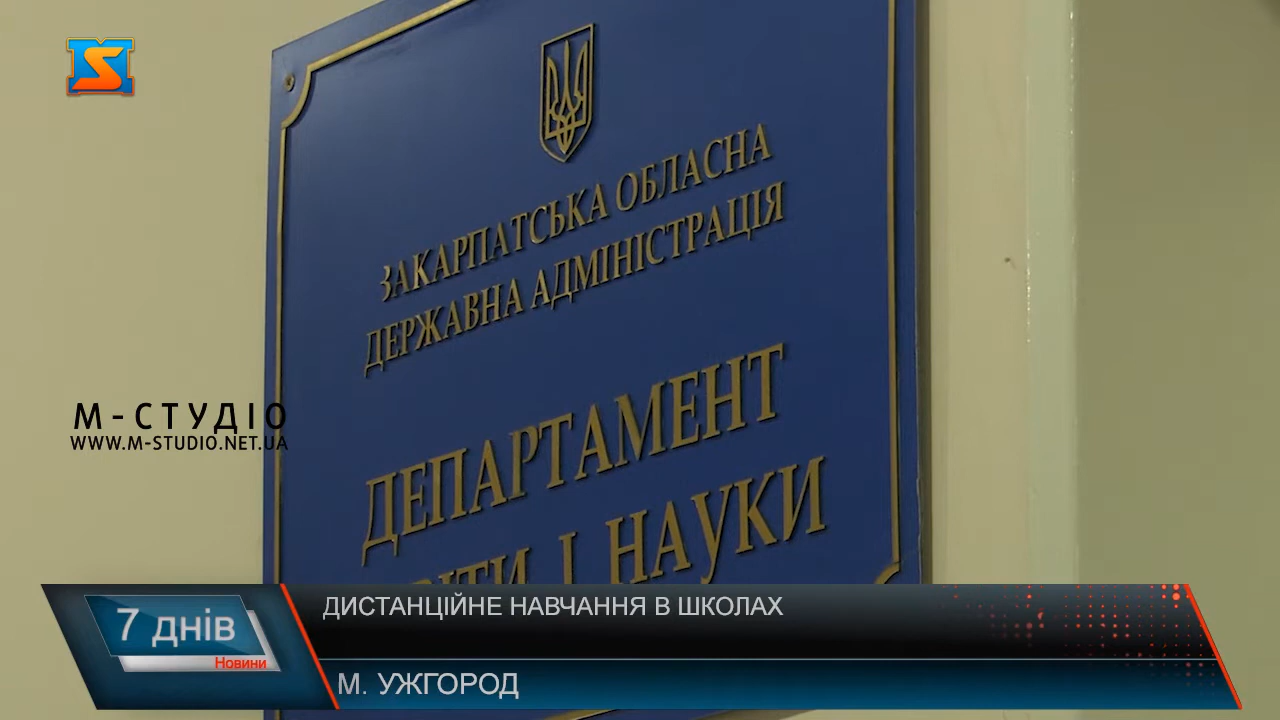 ЗАКАРПАТСЬКА ОБЛАСНА
ДЕРЖАВНА АДМІНІСТРАЦІЯ
ДЕПАРТАМЕНТ
І НАУКИ
М-СТУДІО
WWW.M-STUDIO.NET.UA
7 днів
Новини
ДИСТАНЦІЙНЕ НАВЧАННЯ В ШКОЛАХ
М. УЖГОРОД